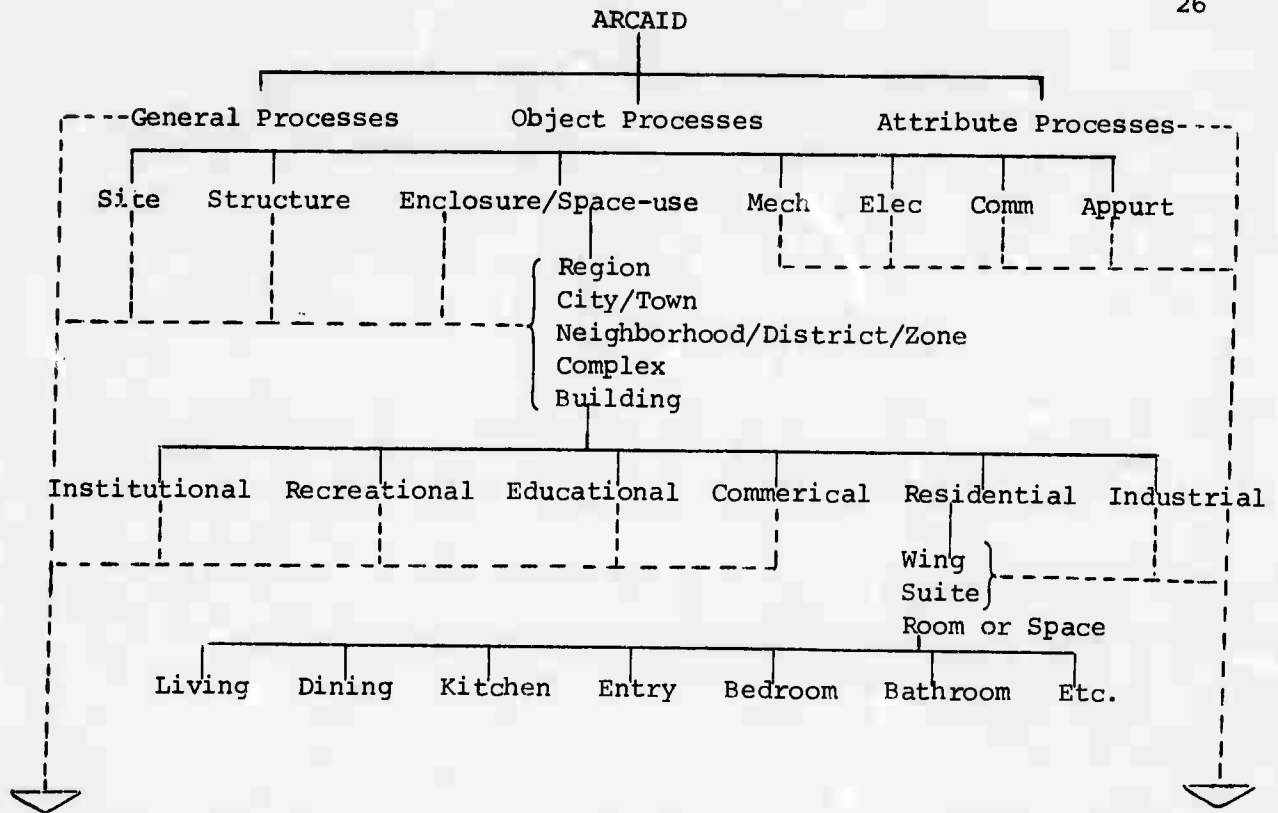 26
ARCAID
General Processes Object Processes Attribute Processes
Site Structure Enclosure/Space-use Mech Elec Comm Appurt
Region
City/Town
Neighborhood/District/Zone
Complex
Building
Institutional Recreational Educational Commerical Residential Industrial
Wing
Suite
Room or Space
Living Dining Kitchen Entry Bedroom Bathroom Etc.